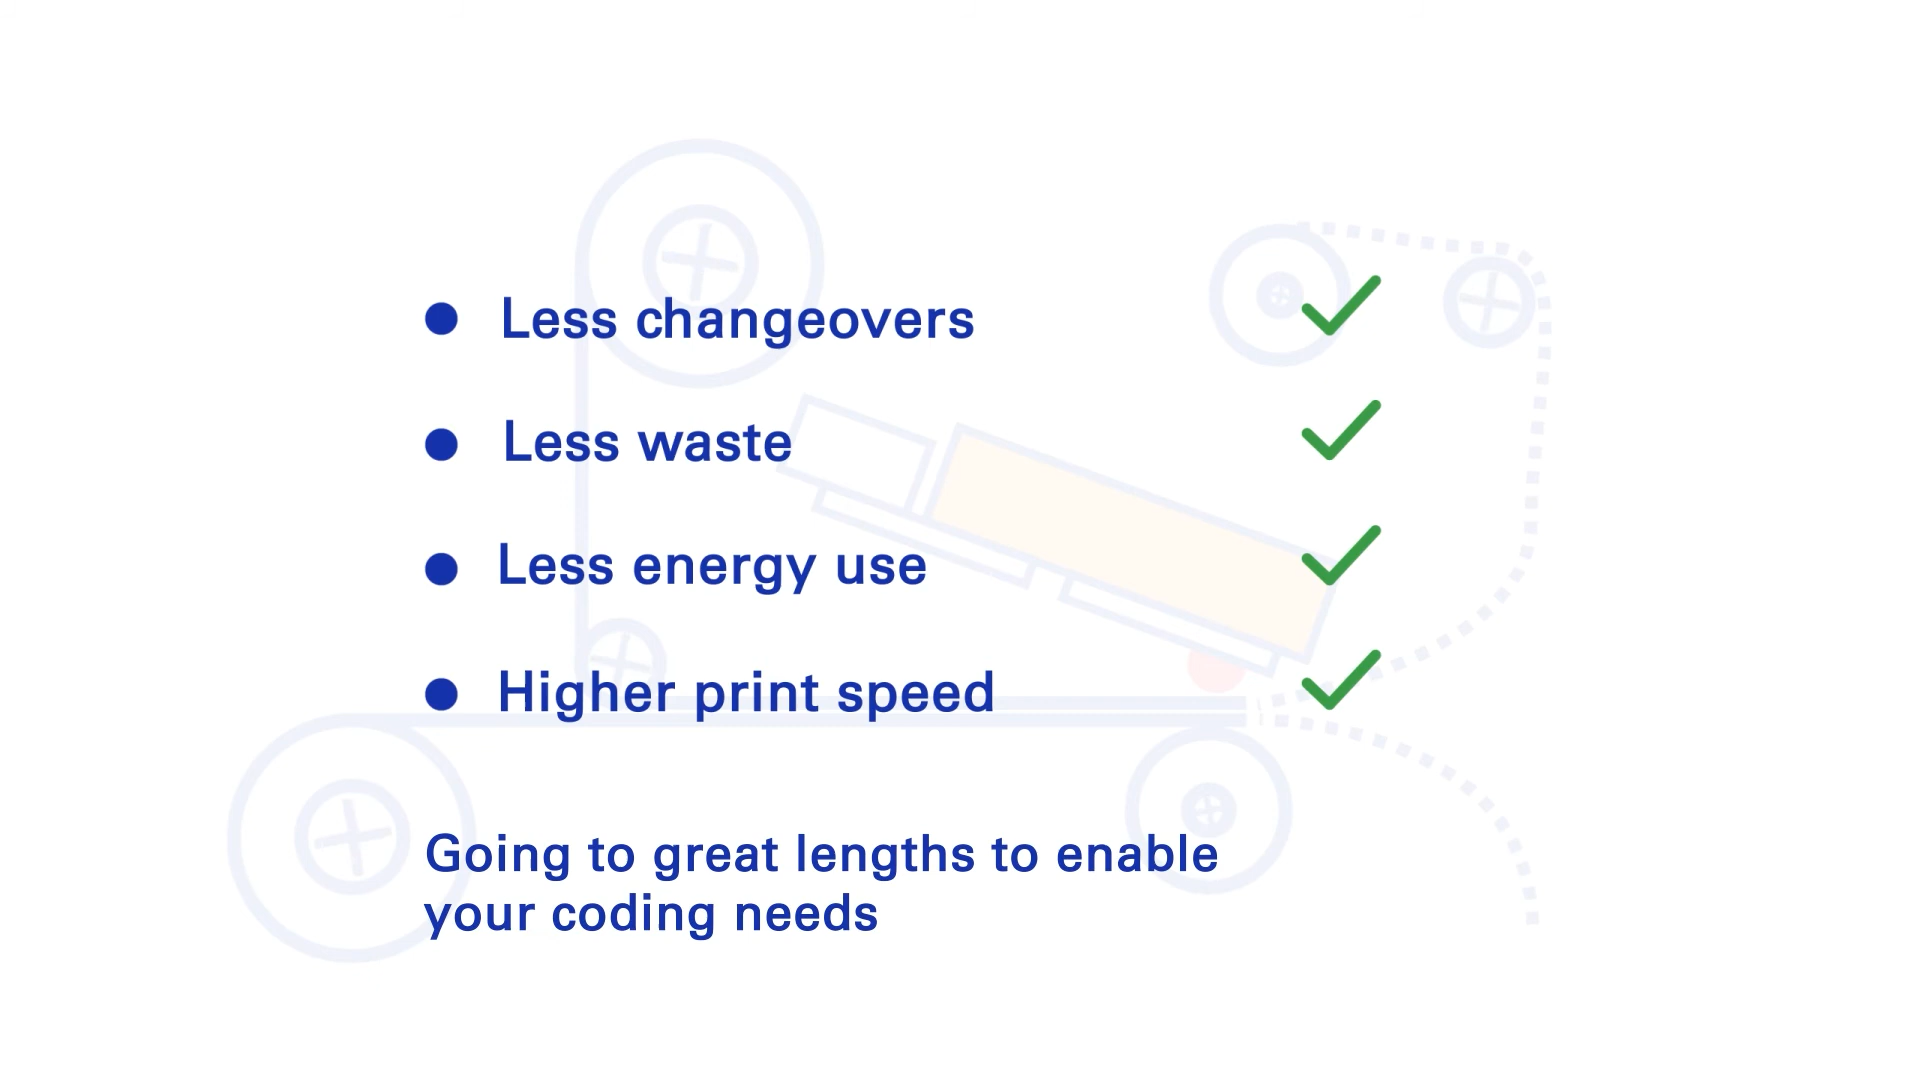 Less changeovers
Less waste
Less energy use
Higher print speed
Going to great lengths to enable
your coding needs